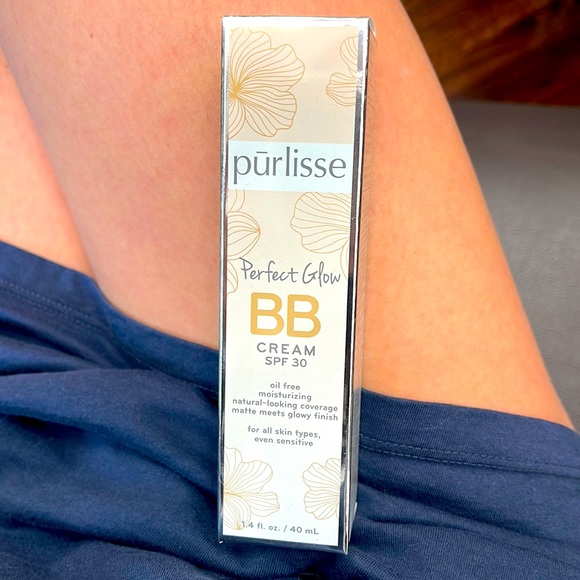 pūrlisse
Perfect Glow
BB
CREAM
SPF 30
oil free
moisturizing
natural-looking coverage
matte meets glowy finish
for all skin types,
even sensitive
1.4 fl. oz. / 40 mL